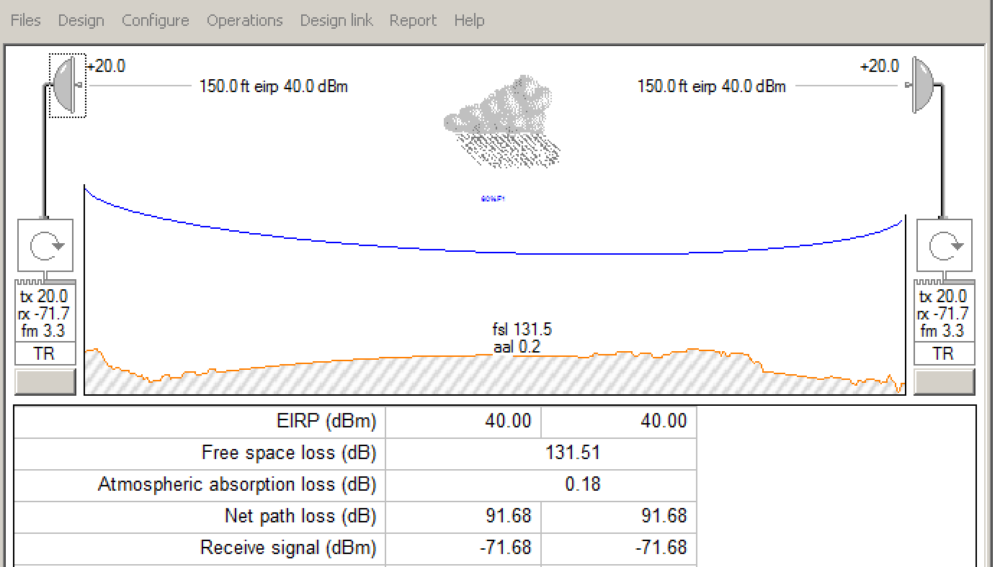 Files Design Configure Operations Design link Report Help
+20.0 +20.0
150.0 ft eirp 40.0 dBm 150.0 ft eirp 40.0 dBm
60%F1
tx 20.0 tx 20.0
rx -71.7 rx -71.7
fm 3.3 fm 3.3
TR TR
fsl 131.5
aal 0.2
EIRP (dBm) 40.00 40.00
Free space loss (dB) 131.51
Atmospheric absorption loss (dB) 0.18
Net path loss (dB) 91.68 91.68
Receive signal (dBm) -71.68 -71.68